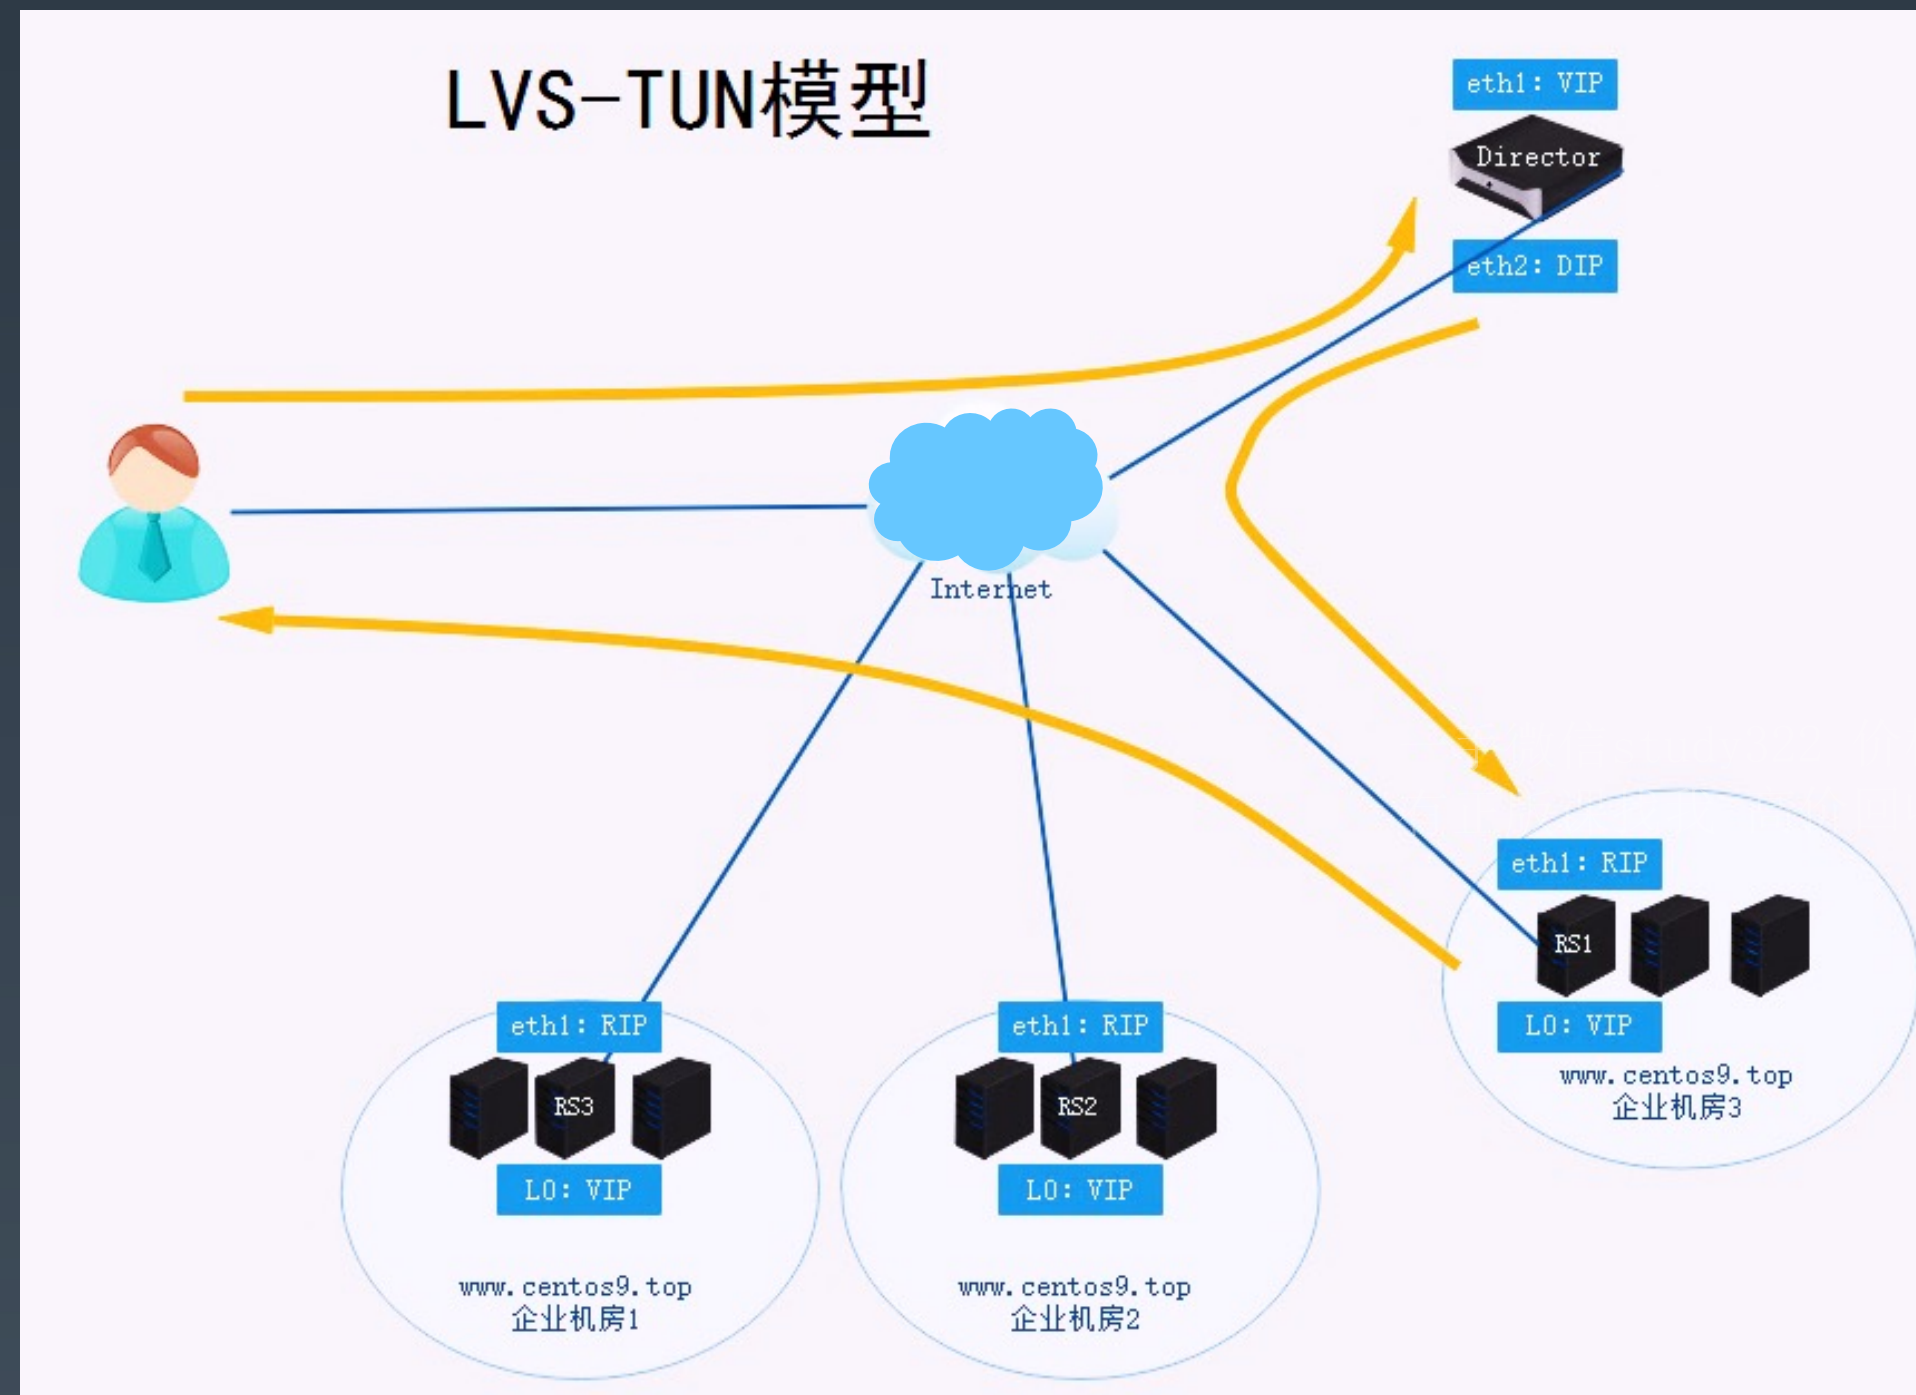 LVS-TUN模型
eth1: VIP
Director
eth2: DIP
Internet
eth1: RIP
RS1
LO: VIP
www.centos9.top
企业机房3
eth1: RIP
RS3
LO: VIP
www.centos9.top
企业机房1
eth1: RIP
RS2
LO: VIP
www.centos9.top
企业机房2